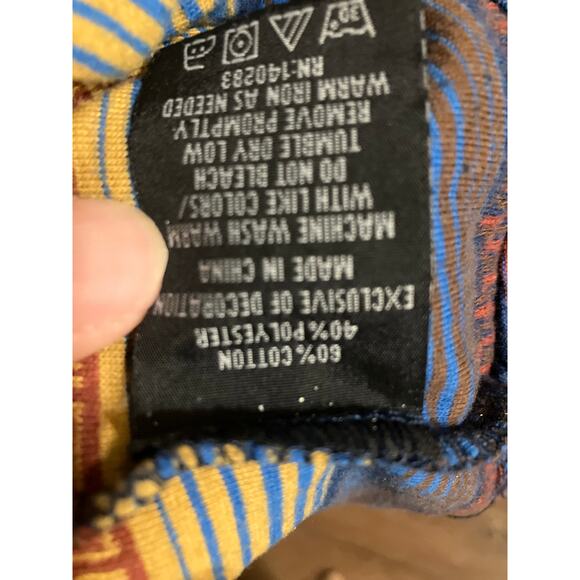 60% COTTON
40% POLYESTER
EXCLUSIVE OF DECORATION
MADE IN CHINA
MACHINE WASH WARM
WITH LIKE COLORS/
DO NOT BLEACH
TUMBLE DRY LOW
REMOVE PROMPTLY.
WARM IRON AS NEEDED
RN:140283
30°